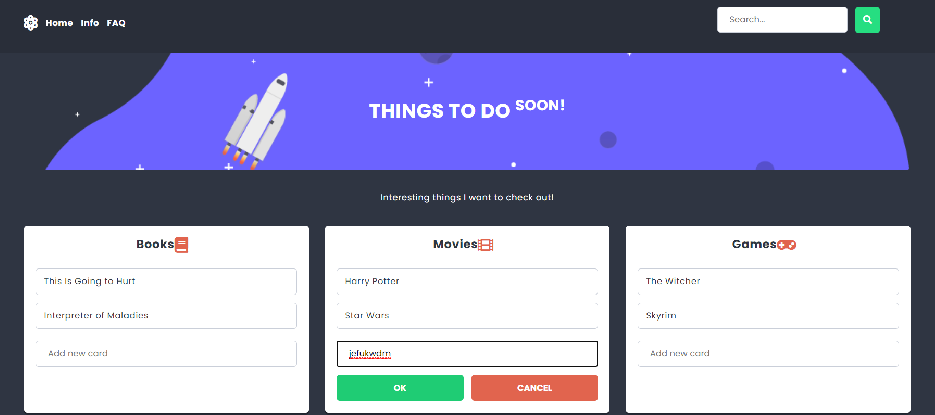 Home Info FAQ
Search...
THINGS TO DO SOON!
Interesting things I want to check out!
Books
This is Going to Hurt
Interpreter of Maladies
Add new card
Movies
Harry Potter
Star Wars
jefukwdm
OK
CANCEL
Games
The Witcher
Skyrim
Add new card